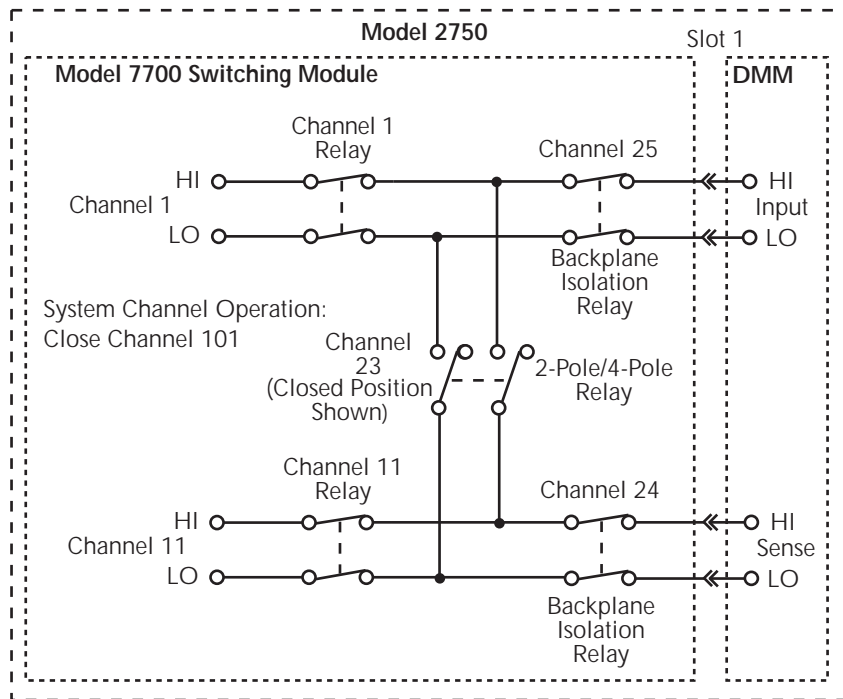 Model 2750
Slot 1
Model 7700 Switching Module
DMM
Channel 1
Relay
Channel 25
HI
HI
Channel 1
Input
LO
LO
Backplane
Isolation
Relay
System Channel Operation:
Close Channel 101
Channel
23
(Closed Position
Shown)
2-Pole/4-Pole
Relay
Channel 11
Relay
Channel 24
HI
HI
Channel 11
Sense
LO
LO
Backplane
Isolation
Relay